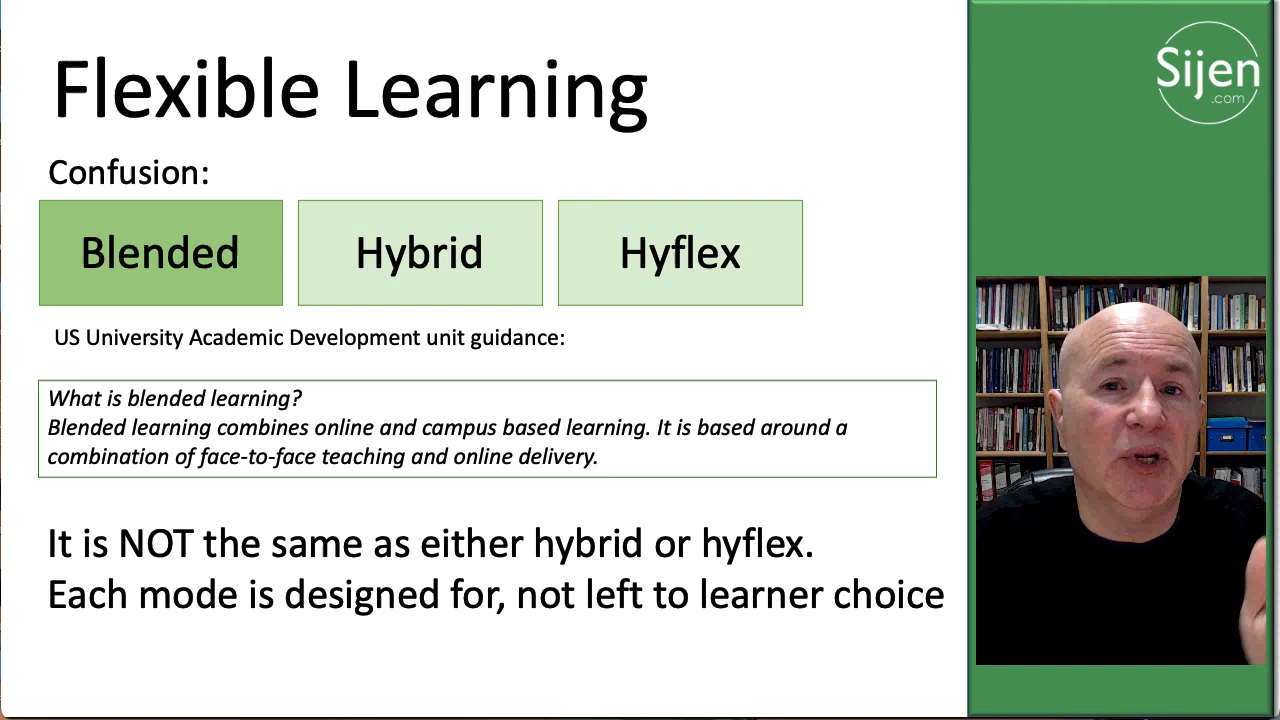 Flexible Learning
Sijen
.com
Confusion:
Blended
Hybrid
Hyflex
US University Academic Development unit guidance:
What is blended learning?
Blended learning combines online and campus based learning. It is based around a
combination of face-to-face teaching and online delivery.
It is NOT the same as either hybrid or hyflex.
Each mode is designed for, not left to learner choice